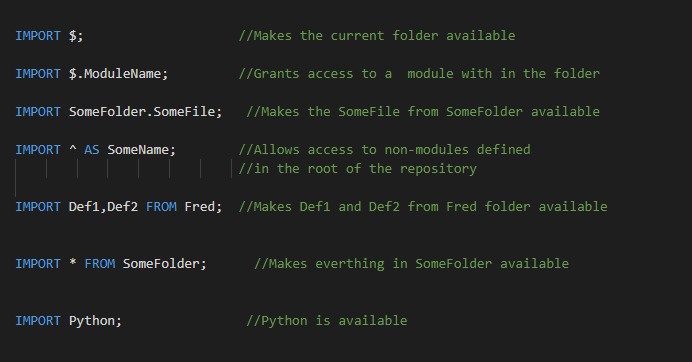 IMPORT $; //Makes the current folder available
IMPORT $.ModuleName; //Grants access to a  module with in the folder
IMPORT SomeFolder.SomeFile; //Makes the SomeFile from SomeFolder available
IMPORT ^ AS SomeName; //Allows access to non-modules defined
//in the root of the repository
IMPORT Def1,Def2 FROM Fred; //Makes Def1 and Def2 from Fred folder available
IMPORT * FROM SomeFolder; //Makes everthing in SomeFolder available
IMPORT Python; //Python is available